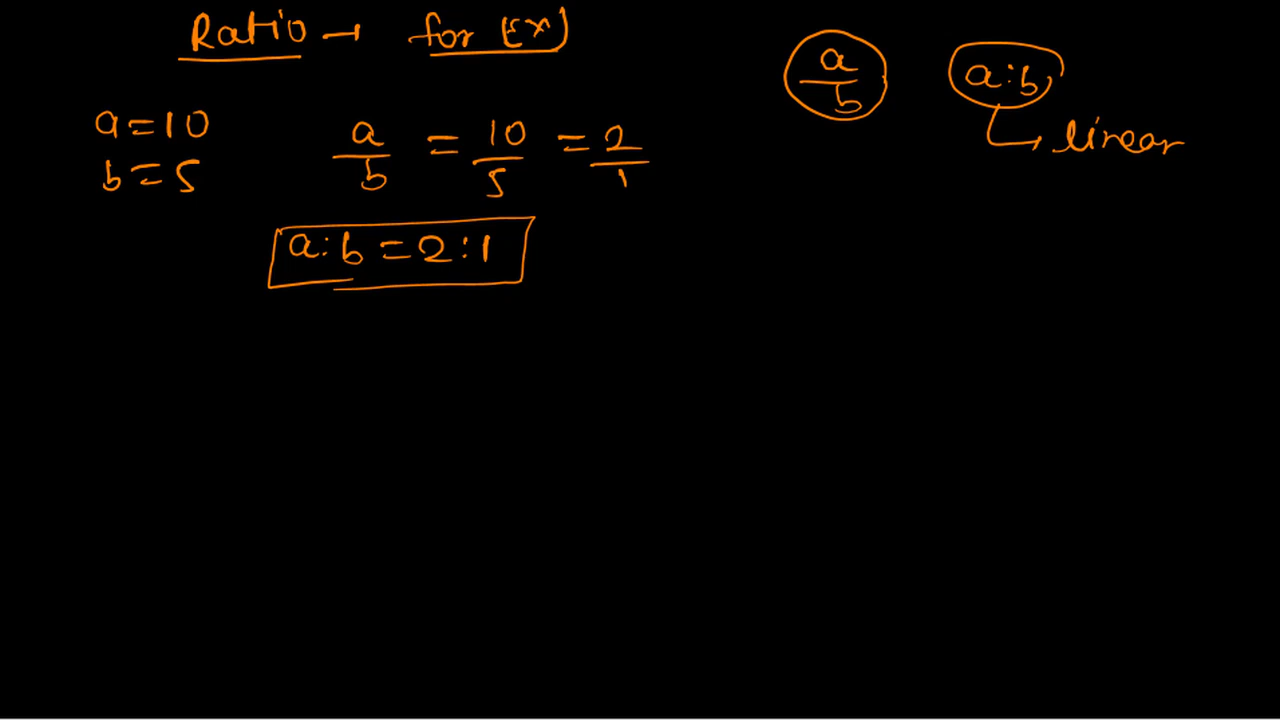 Ratio → for Ex)
a=10
b=5
a/b = 10/5 = 2/1
a:b = 2:1
a/b
a:b
linear